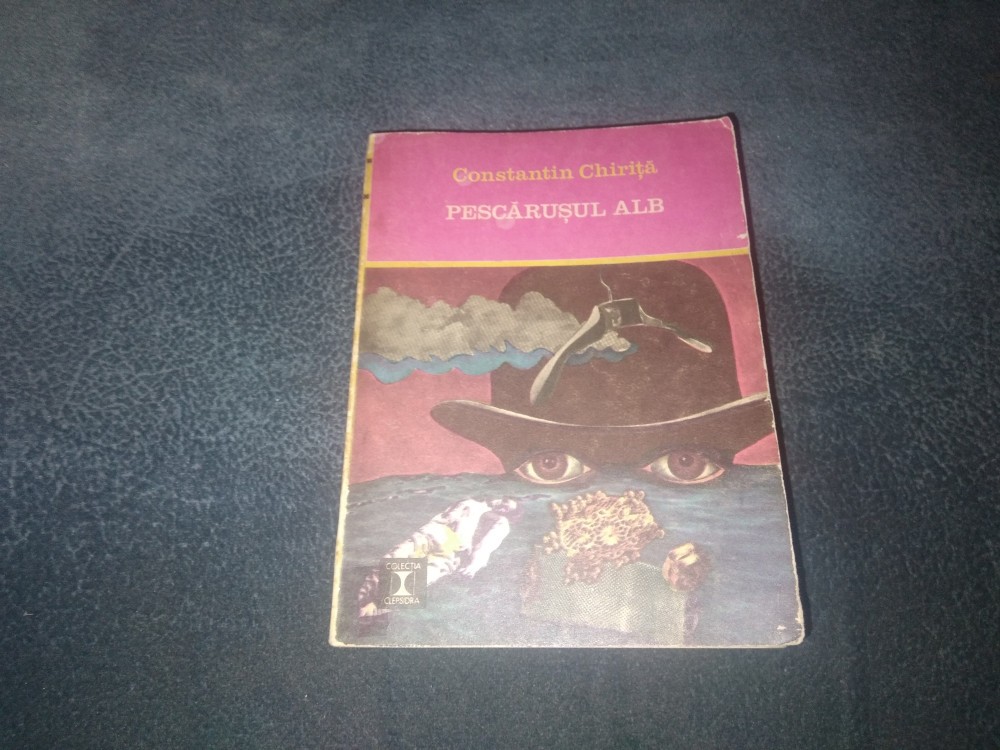 Constantin Chiriță
PESCĂRUȘUL ALB
COLECȚIA
CLEPSIDRA